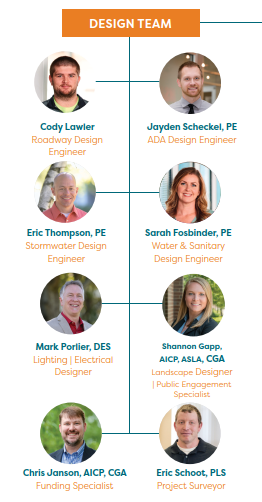 DESIGN TEAM
Cody Lawler
Roadway Design
Engineer
Jayden Scheckel, PE
ADA Design Engineer
Eric Thompson, PE
Stormwater Design
Engineer
Sarah Fosbinder, PE
Water & Sanitary
Design Engineer
Mark Porlier, DES
Lighting | Electrical
Designer
Shannon Gapp,
AICP, ASLA, CGA
Landscape Designer
| Public Engagement
Specialist
Chris Janson, AICP, CGA
Funding Specialist
Eric Schoot, PLS
Project Surveyor